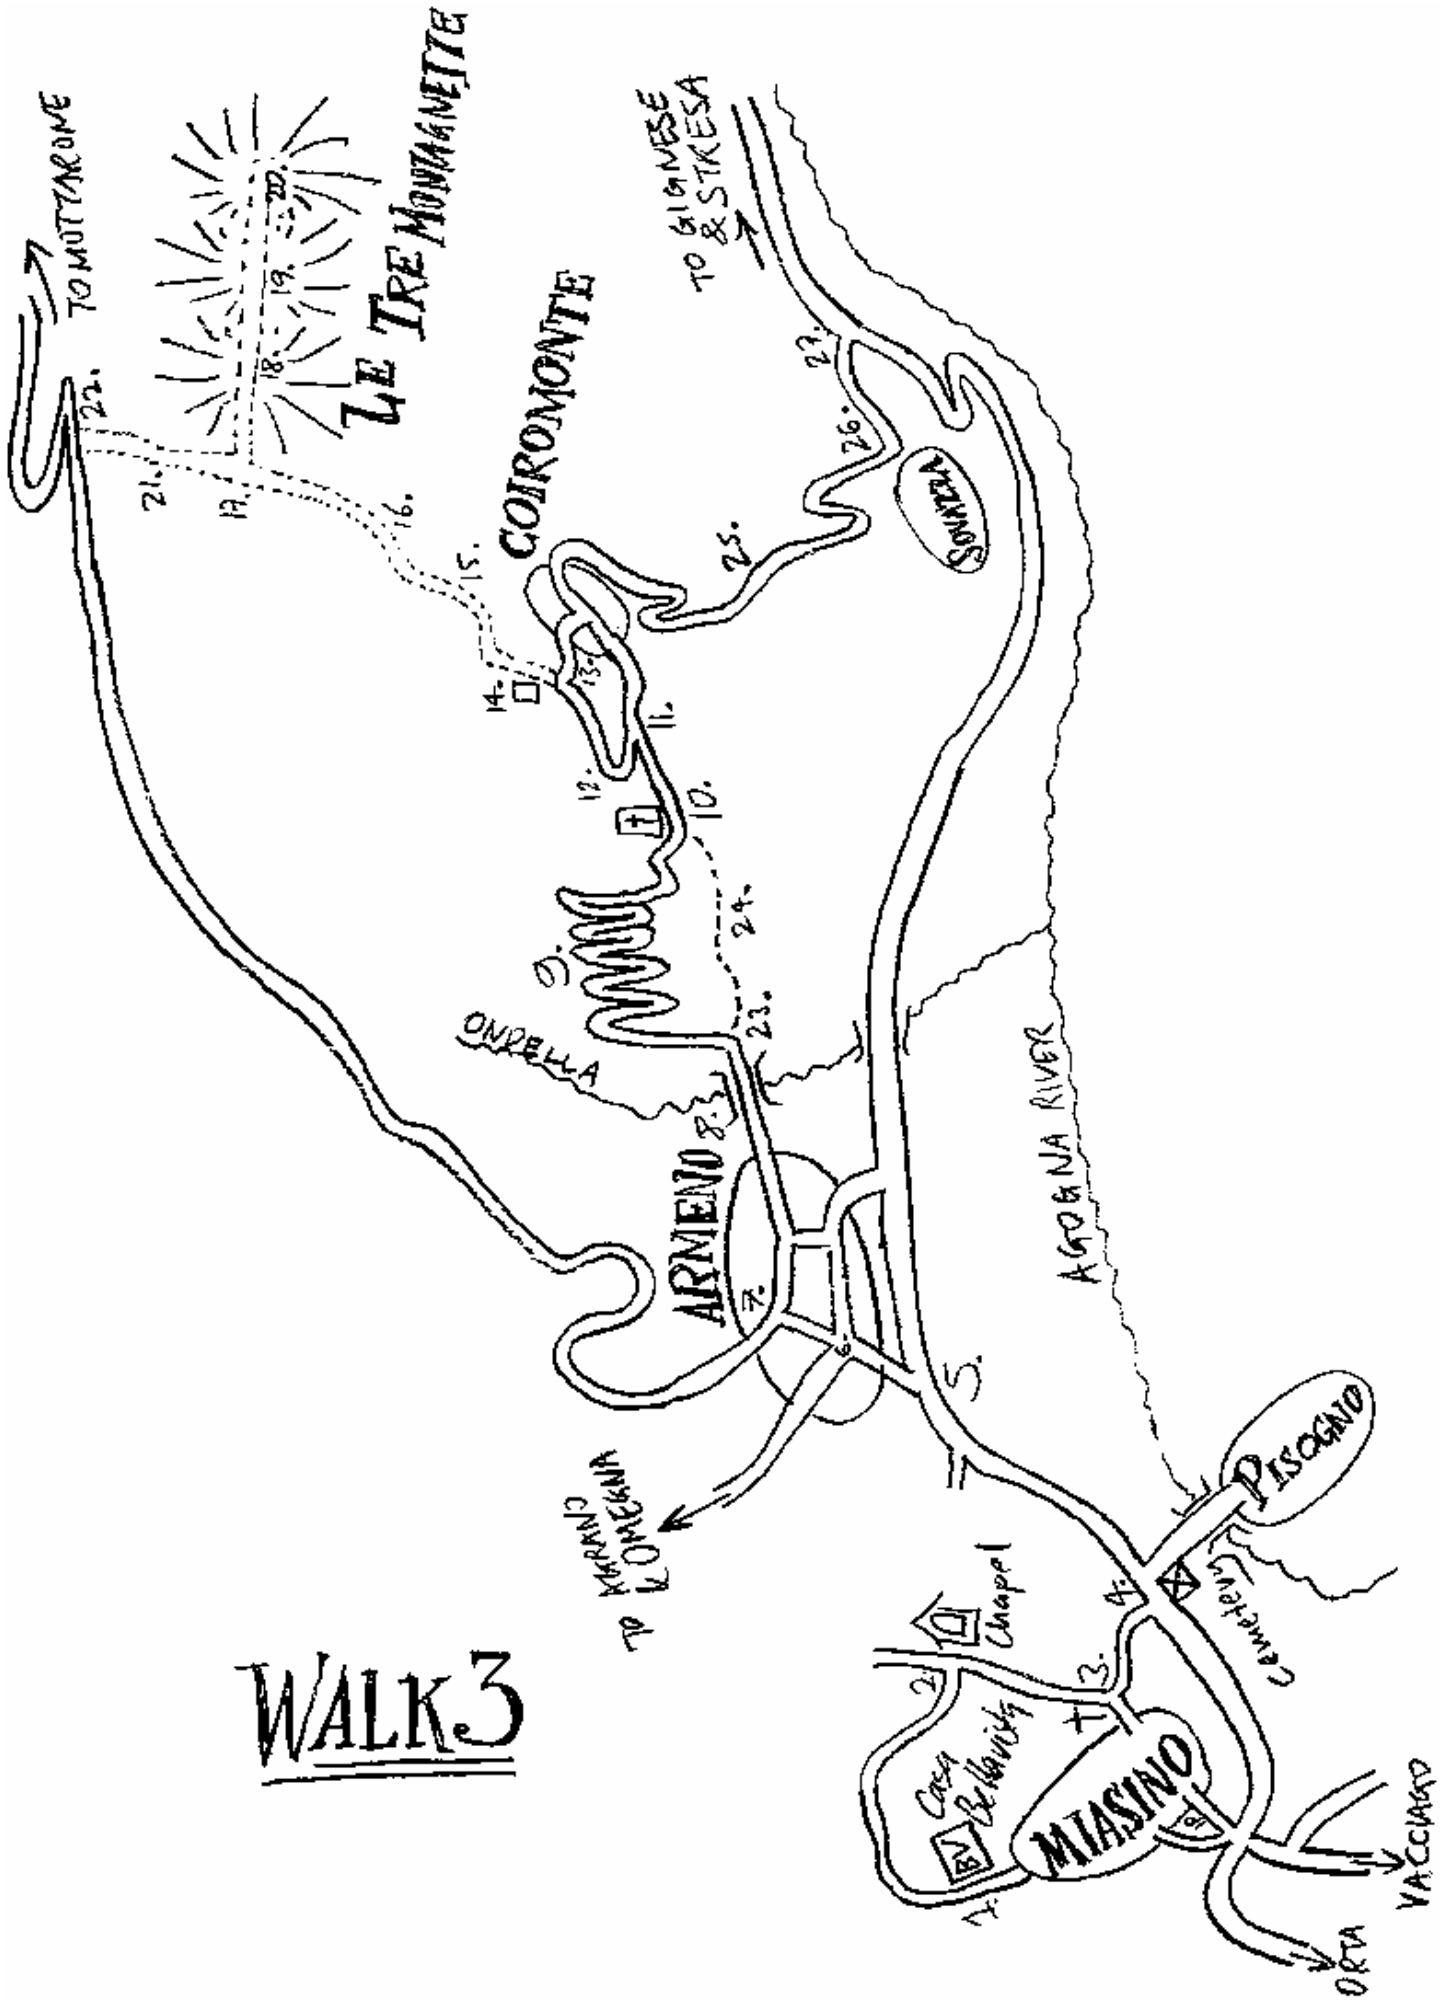 WALK 3
TO MOTTARONE
22.
21.
17.
20.
19.
18.
LE TRE MONTAGNETTE
16.
15.
14.
COIROMONTE
13.
12.
11.
10.
9.
TO GIGNESE
& STRESA
27.
26.
25.
SOVAZZA
24.
23.
ONDELLA
8.
ARMENO
7.
6
5.
AGOGNA RIVER
TO AGRANO
& OMEGNA
PISOGNO
Cemetery
4.
3.
Chapel
2.
Casa
Bellavista
BV
1.
MIASINO
VACCIAGO
ORTA